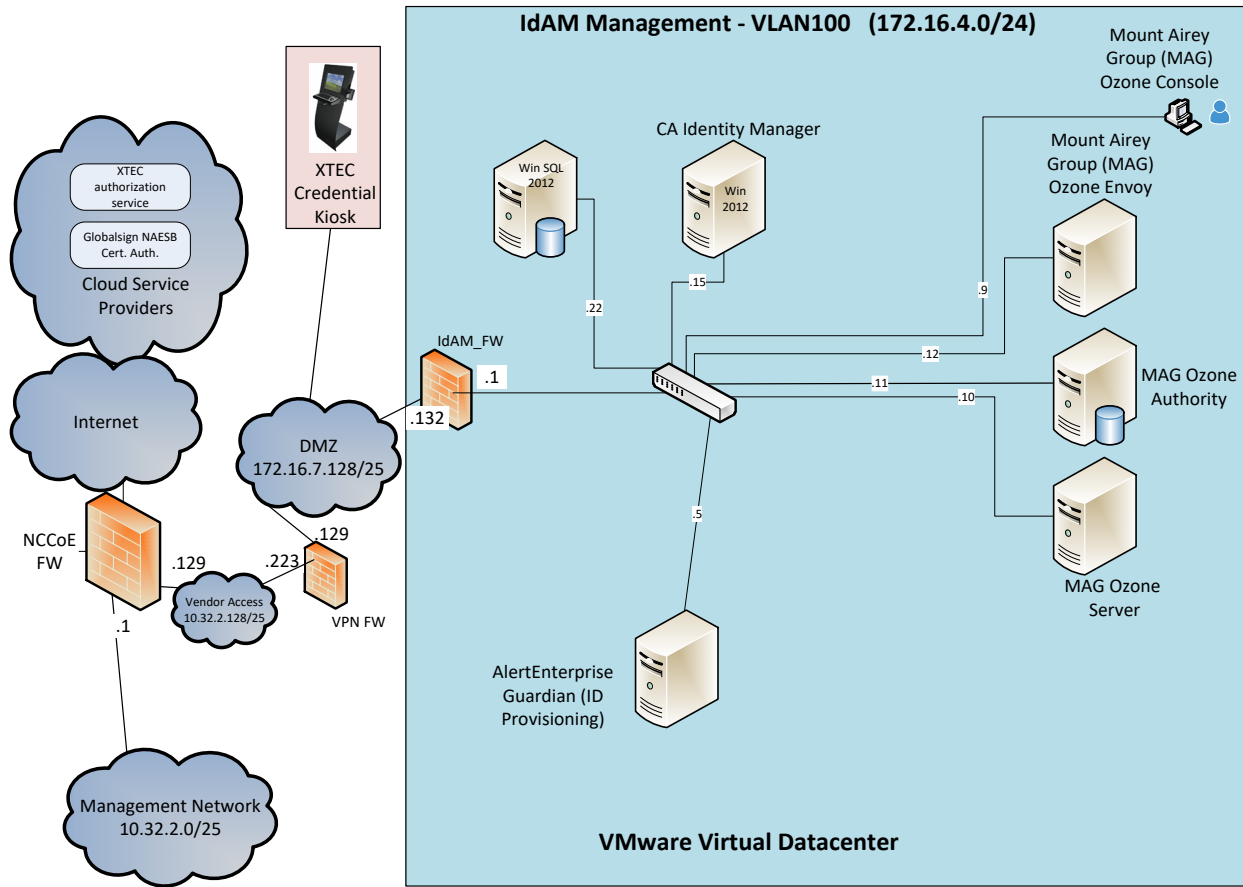 IdAM Management - VLAN100 (172.16.4.0/24)
Mount Airey
Group (MAG)
Ozone Console
XTEC
authorization
service
Globalsign NAESB
Cert. Auth.
Cloud Service
Providers
XTEC
Credential
Kiosk
Win SQL
2012
CA Identity Manager
Win
2012
Mount Airey
Group (MAG)
Ozone Envoy
.22
.15
.9
.12
.11
.10
.5
IdAM_FW
.1
.132
MAG Ozone
Authority
Internet
DMZ
172.16.7.128/25
NCCoE
FW
.129
.223
.129
Vendor Access
10.32.2.128/25
VPN FW
.1
MAG Ozone
Server
AlertEnterprise
Guardian (ID
Provisioning)
Management Network
10.32.2.0/25
VMware Virtual Datacenter